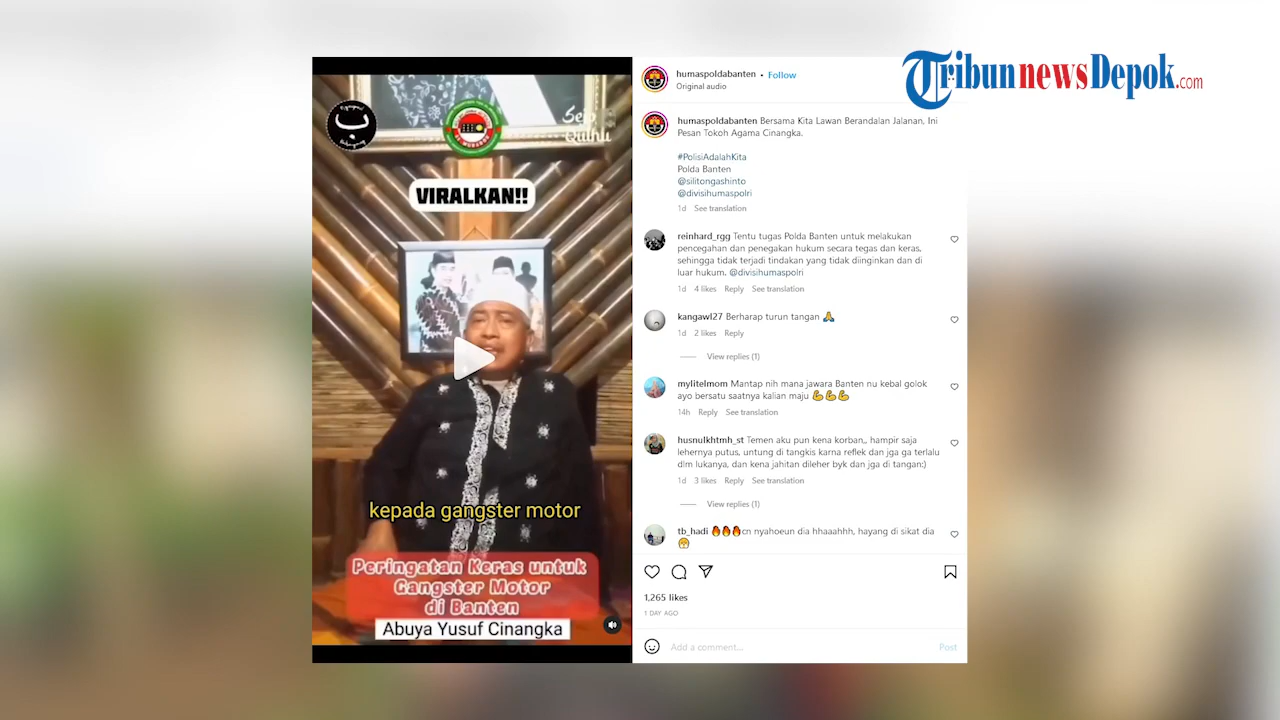 TribunnewsDepok.com
humaspoldabanten • Follow
Original audio
humaspoldabanten Bersama Kita Lawan Berandalan Jalanan, Ini
Pesan Tokoh Agama Cinangka.
#PolisiAdalahKita
Polda Banten
@silitongashinto
@divisihumaspolri
1d See translation
reinhard_rgg Tentu tugas Polda Banten untuk melakukan
pencegahan dan penegakan hukum secara tegas dan keras,
sehingga tidak terjadi tindakan yang tidak diinginkan dan di
luar hukum. @divisihumaspolri
1d 4 likes Reply See translation
kangawl27 Berharap turun tangan 🙏
1d 2 likes Reply
View replies (1)
mylitelmom Mantap nih mana jawara Banten nu kebal golok
ayo bersatu saatnya kalian maju 💪💪💪
14h Reply See translation
husnulkhtmh_st Temen aku pun kena korban,, hampir saja
lehernya putus, untung di tangkis karna reflek dan jga ga terlalu
d!m lukanya, dan kena jahitan dileher byk dan jga di tangan:)
1d 3 likes Reply See translation
View replies (1)
tb_hadi 🔥🔥🔥cn nyahoeun dia hhaaahhh, hayang di sikat dia
😤
1,265 likes
1 DAY AGO
Add a comment...
Post
VIRALKAN!!
kepada gangster motor
Peringatan Keras untuk
Gangster Motor
di Banten
Abuya Yusuf Cinangka